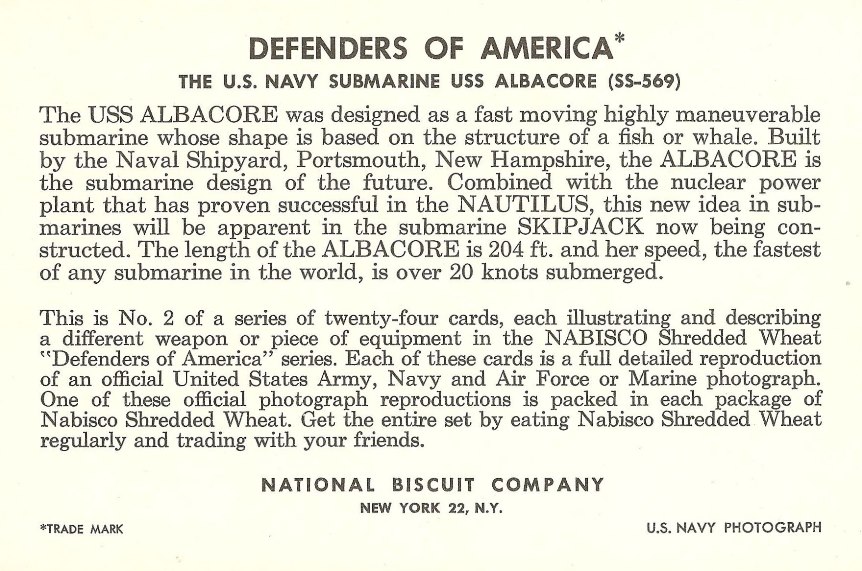 DEFENDERS OF AMERICA*
THE U.S. NAVY SUBMARINE USS ALBACORE (SS-569)
The USS ALBACORE was designed as a fast moving highly maneuverable
submarine whose shape is based on the structure of a fish or whale. Built
by the Naval Shipyard, Portsmouth, New Hampshire, the ALBACORE is
the submarine design of the future. Combined with the nuclear power
plant that has proven successful in the NAUTILUS, this new idea in sub-
marines will be apparent in the submarine SKIPJACK now being con-
structed. The length of the ALBACORE is 204 ft. and her speed, the fastest
of any submarine in the world, is over 20 knots submerged.
This is No. 2 of a series of twenty-four cards, each illustrating and describing
a different weapon or piece of equipment in the NABISCO Shredded Wheat
"Defenders of America" series. Each of these cards is a full detailed reproduction
of an official United States Army, Navy and Air Force or Marine photograph.
One of these official photograph reproductions is packed in each package of
Nabisco Shredded Wheat. Get the entire set by eating Nabisco Shredded Wheat
regularly and trading with your friends.
NATIONAL BISCUIT COMPANY
NEW YORK 22, N.Y.
*TRADE MARK
U.S. NAVY PHOTOGRAPH